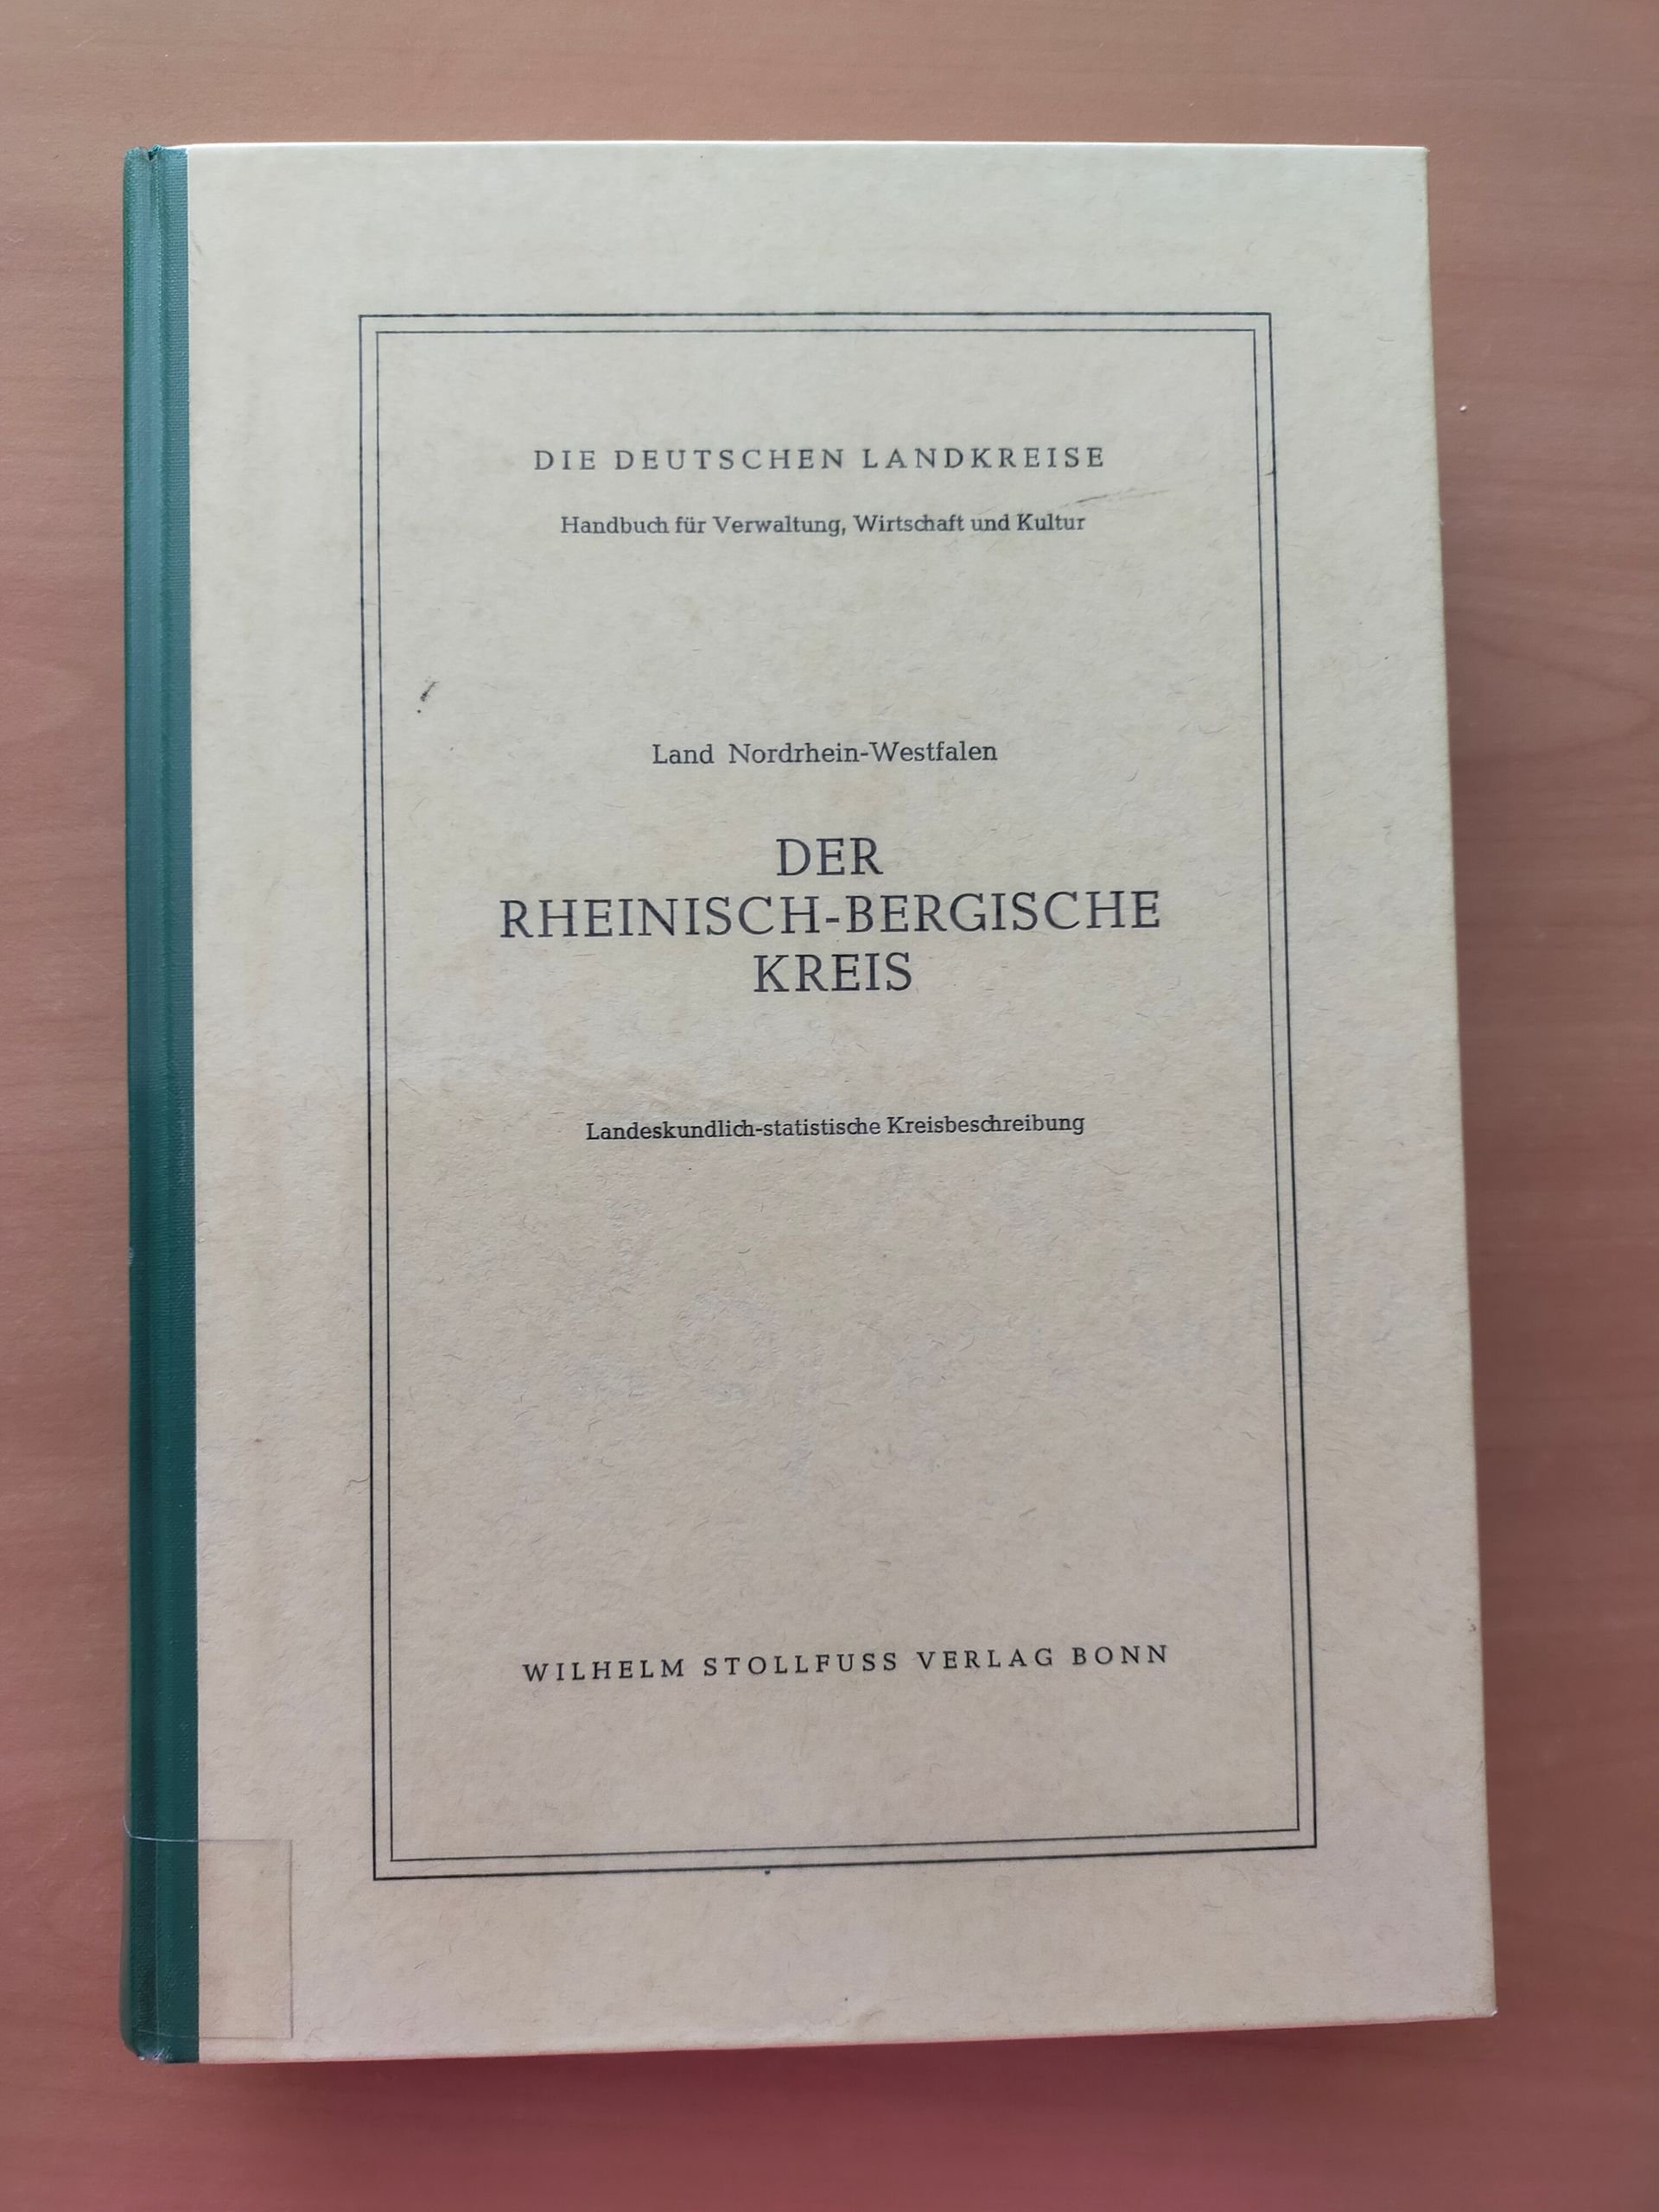 DIE DEUTSCHEN LANDKREISE
Handbuch für Verwaltung, Wirtschaft und Kultur
Land Nordrhein-Westfalen
DER
RHEINISCH-BERGISCHE
KREIS
Landeskundlich-statistische Kreisbeschreibung
WILHELM STOLLFUSS VERLAG BONN